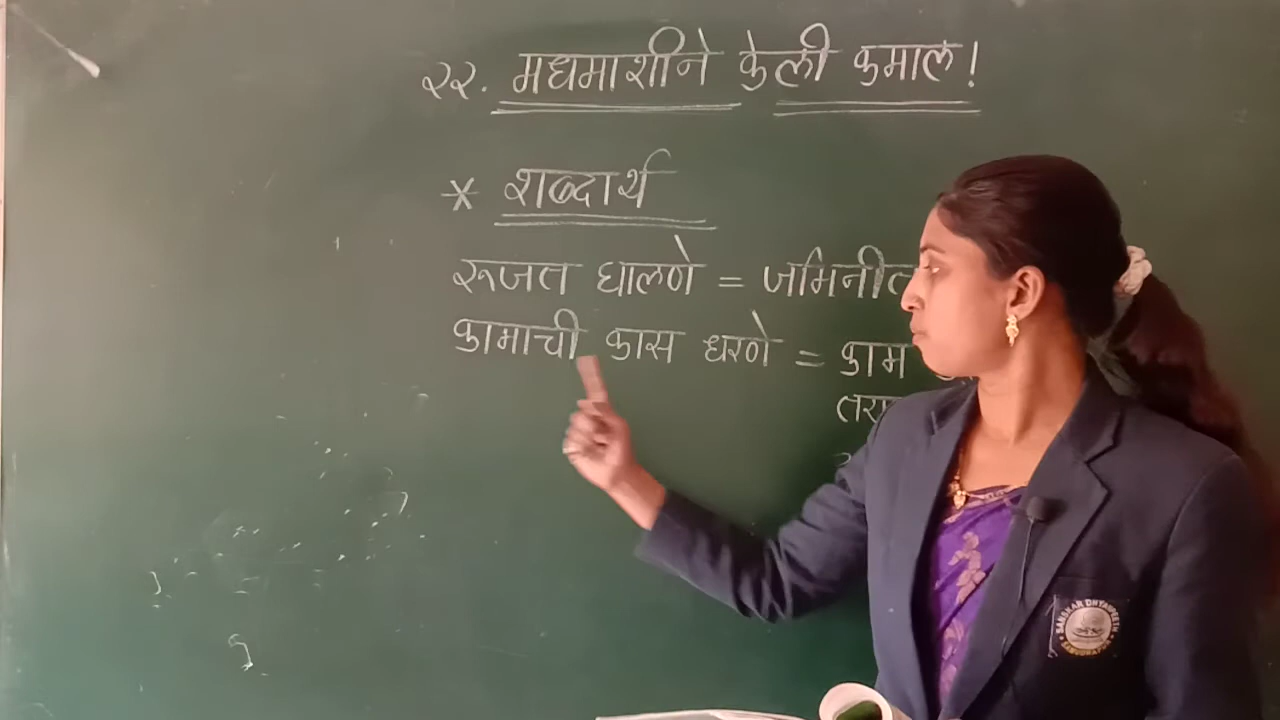 २२. मधमाशीने केली कमाल!
* शब्दार्थ
रुजत घालणे = जमिनीत
कामाची कास धरणे = काम